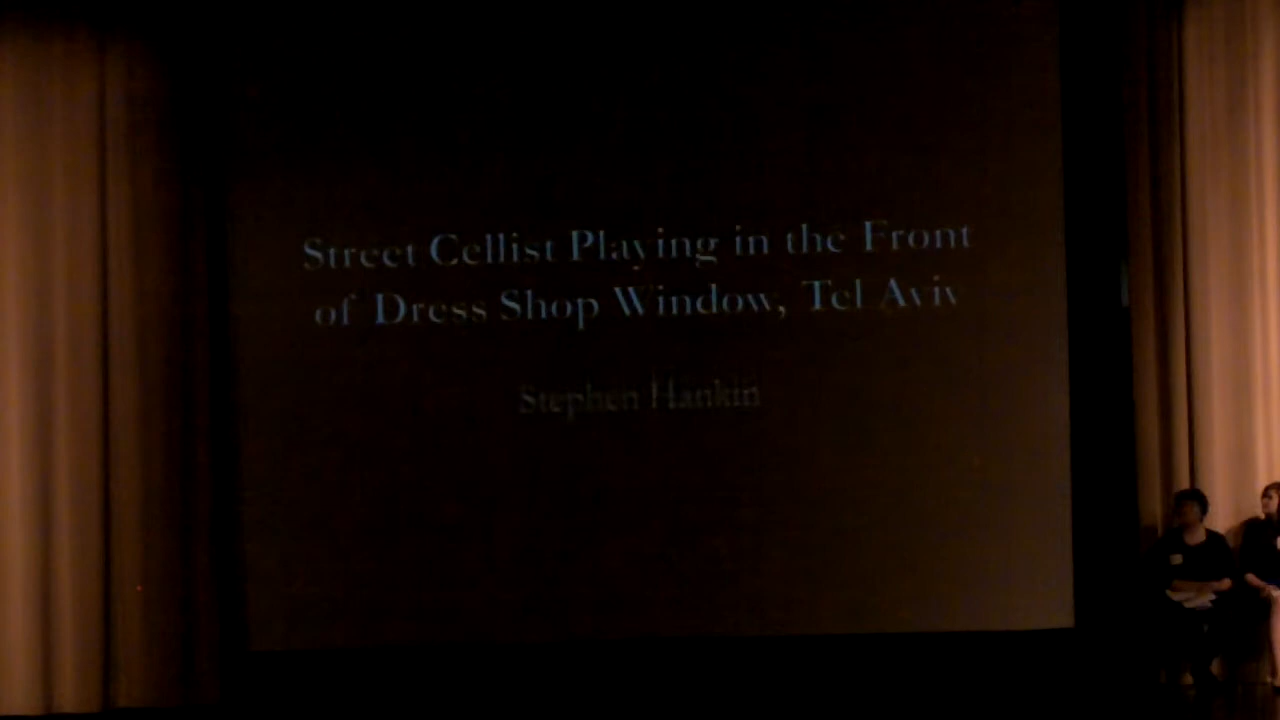 Street Cellist Playing in the Front
of Dress Shop Window, Tel Aviv
Stephen Hankin